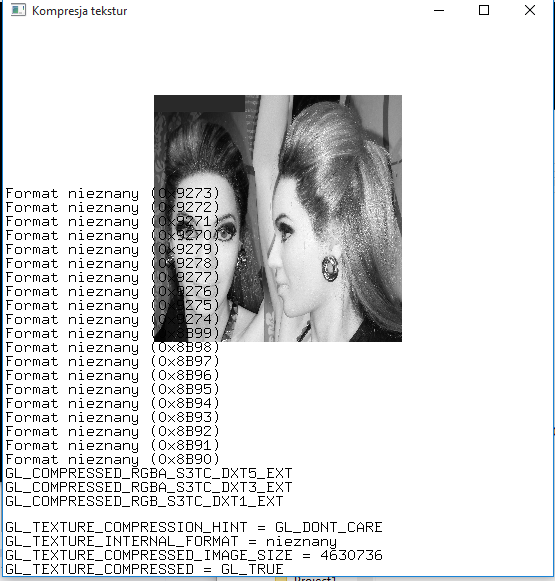 Kompresja tekstur
Format nieznany (0x9273)
Format nieznany (0x9272)
Format nieznany (0x9271)
Format nieznany (0x9270)
Format nieznany (0x9279)
Format nieznany (0x9278)
Format nieznany (0x9277)
Format nieznany (0x9276)
Format nieznany (0x9275)
Format nieznany (0x9274)
Format nieznany (0x8B99)
Format nieznany (0x8B98)
Format nieznany (0x8B97)
Format nieznany (0x8B96)
Format nieznany (0x8B95)
Format nieznany (0x8B94)
Format nieznany (0x8B93)
Format nieznany (0x8B92)
Format nieznany (0x8B91)
Format nieznany (0x8B90)
GL_COMPRESSED_RGBA_S3TC_DXT5_EXT
GL_COMPRESSED_RGBA_S3TC_DXT3_EXT
GL_COMPRESSED_RGB_S3TC_DXT1_EXT
GL_TEXTURE_COMPRESSION_HINT = GL_DONT_CARE
GL_TEXTURE_INTERNAL_FORMAT = nieznany
GL_TEXTURE_COMPRESSED_IMAGE_SIZE = 4630736
GL_TEXTURE_COMPRESSED = GL_TRUE
Project1